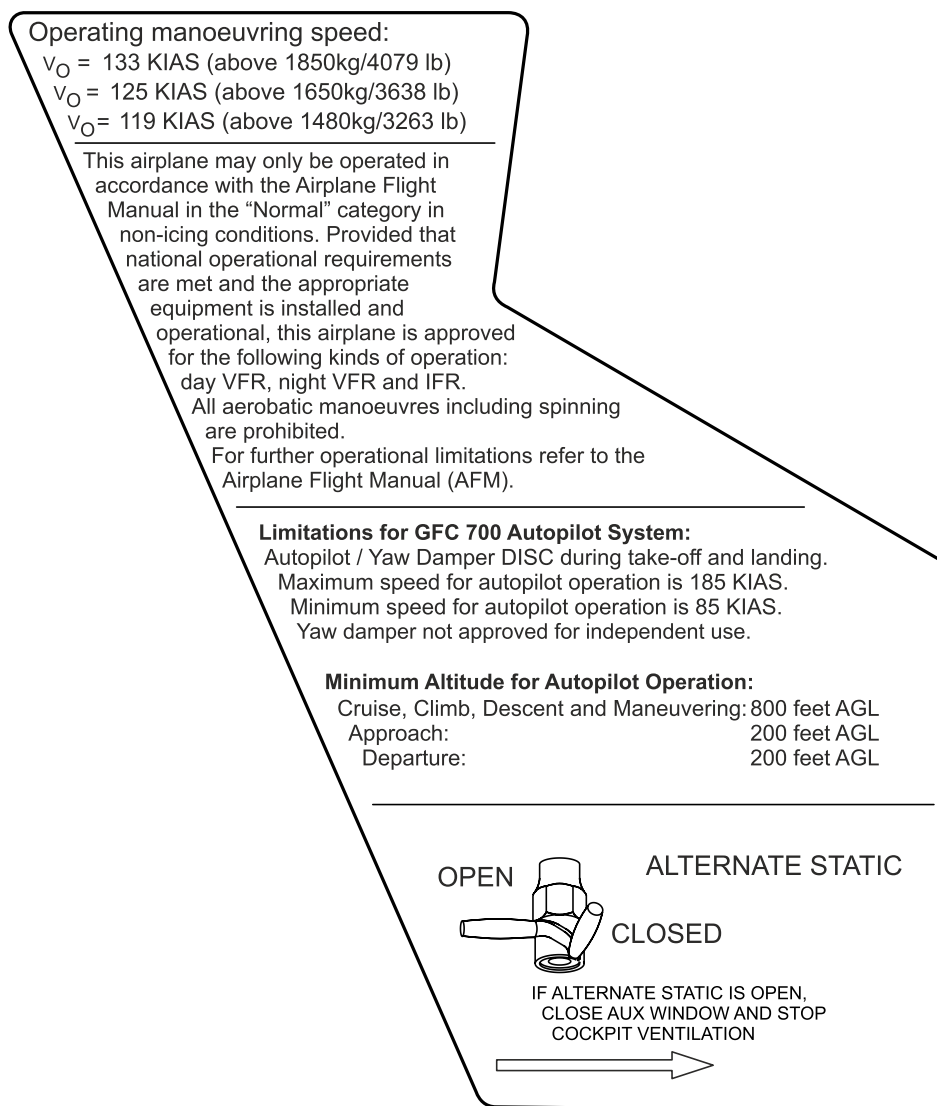 Operating manoeuvring speed:
VO = 133 KIAS (above 1850kg/4079 lb)
VO = 125 KIAS (above 1650kg/3638 lb)
VO= 119 KIAS (above 1480kg/3263 lb)
This airplane may only be operated in
accordance with the Airplane Flight
Manual in the “Normal” category in
non-icing conditions. Provided that
national operational requirements
are met and the appropriate
equipment is installed and
operational, this airplane is approved
for the following kinds of operation:
day VFR, night VFR and IFR.
All aerobatic manoeuvres including spinning
are prohibited.
For further operational limitations refer to the
Airplane Flight Manual (AFM).
Limitations for GFC 700 Autopilot System:
Autopilot / Yaw Damper DISC during take-off and landing.
Maximum speed for autopilot operation is 185 KIAS.
Minimum speed for autopilot operation is 85 KIAS.
Yaw damper not approved for independent use.
Minimum Altitude for Autopilot Operation:
Cruise, Climb, Descent and Maneuvering: 800 feet AGL
Approach: 200 feet AGL
Departure: 200 feet AGL
ALTERNATE STATIC
OPEN
CLOSED
IF ALTERNATE STATIC IS OPEN,
CLOSE AUX WINDOW AND STOP
COCKPIT VENTILATION